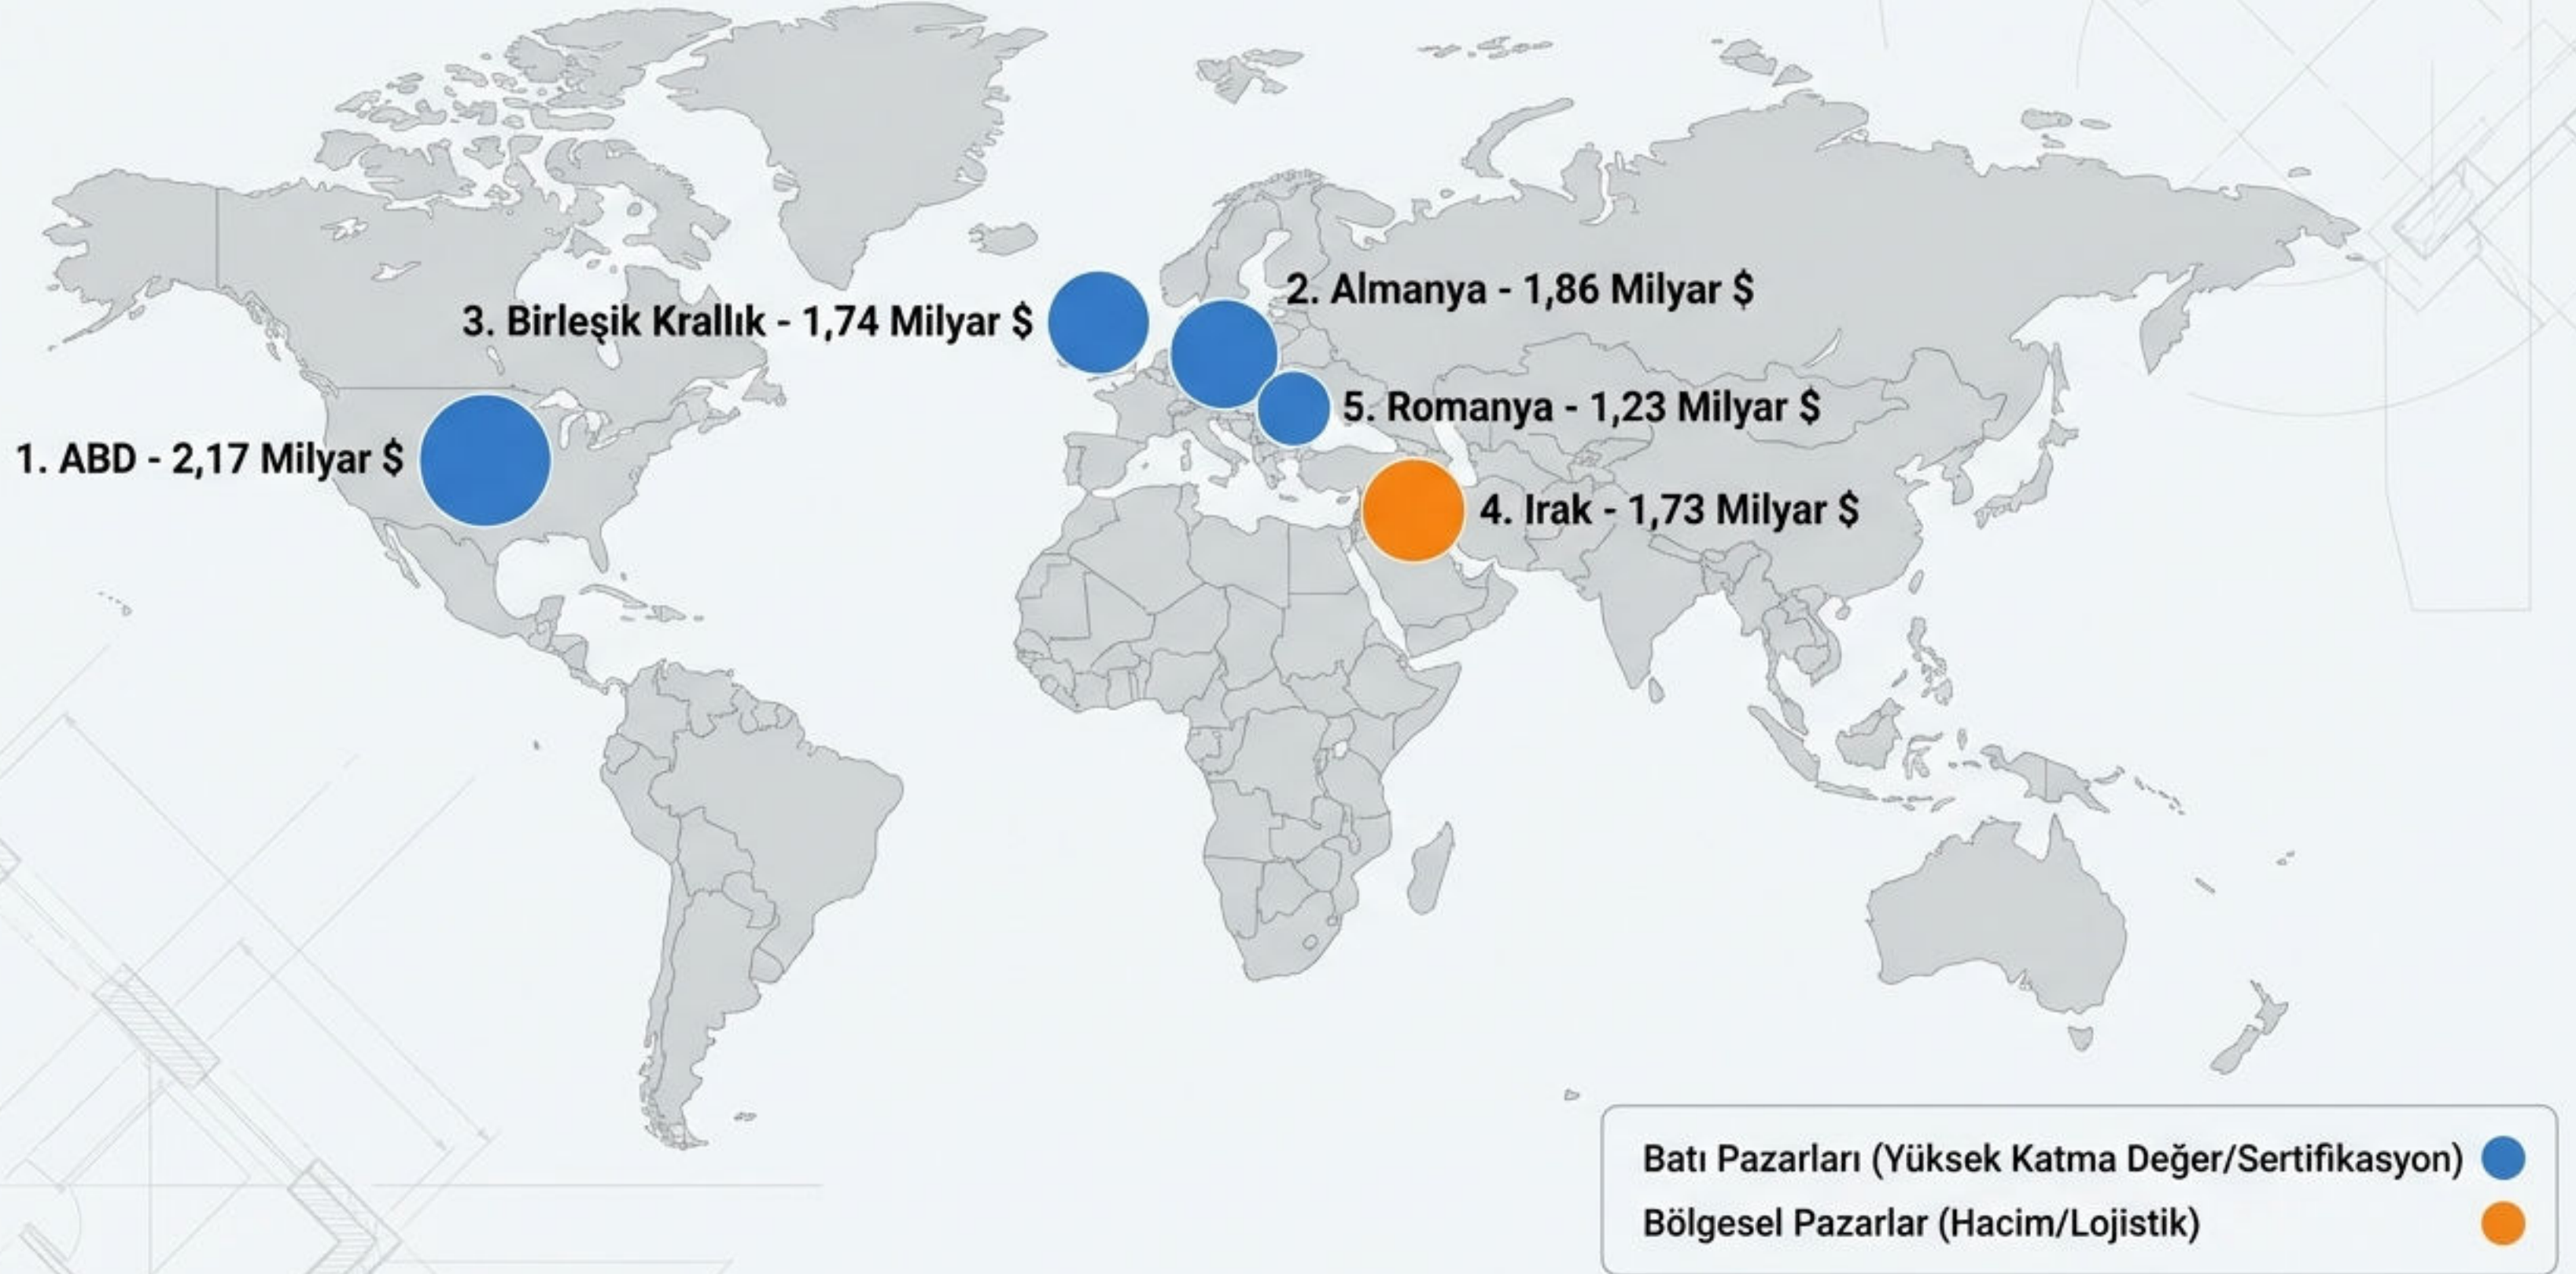 2. Almanya - 1,86 Milyar $
3. Birleşik Krallık - 1,74 Milyar $
5. Romanya - 1,23 Milyar $
1. ABD - 2,17 Milyar $
4. Irak - 1,73 Milyar $
Batı Pazarları (Yüksek Katma Değer/Sertifikasyon)
Bölgesel Pazarlar (Hacim/Lojistik)